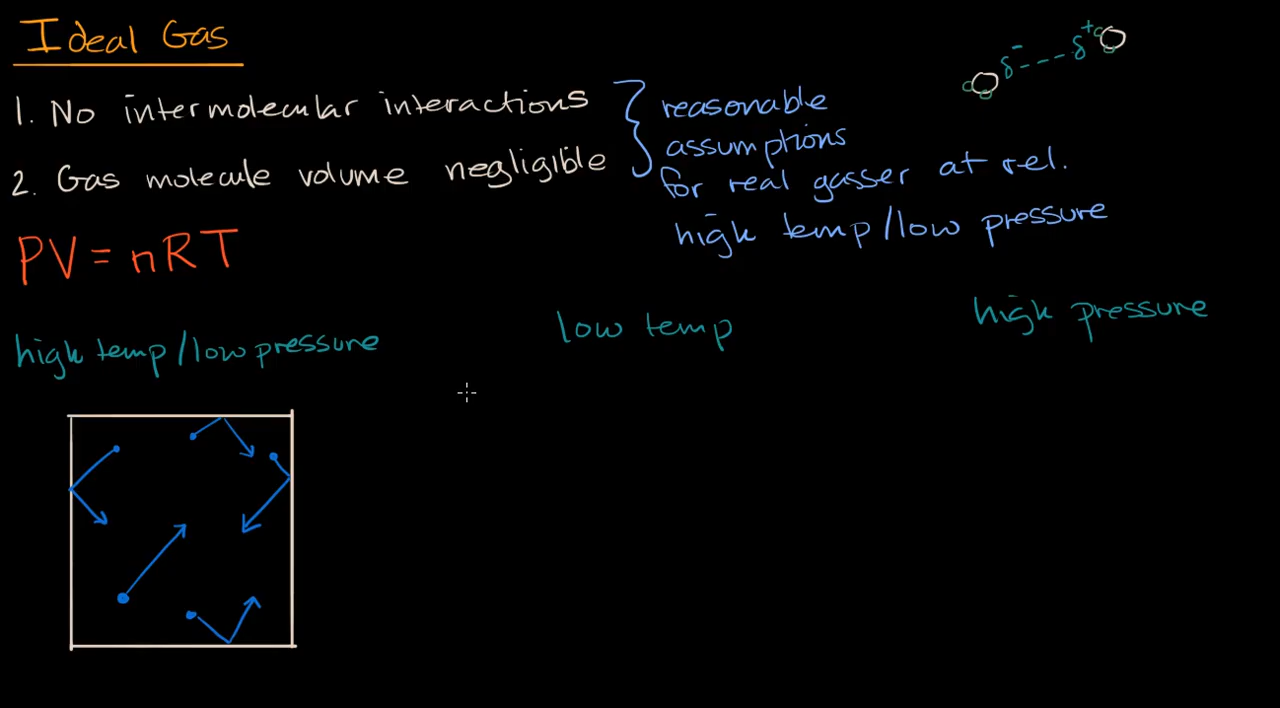 Ideal Gas
1. No intermolecular interactions
2. Gas molecule volume negligible
reasonable
assumptions
for real gasser at rel.
high temp/low pressure
δ⁻ --- δ⁺
PV = nRT
high temp/low pressure
low temp
high pressure